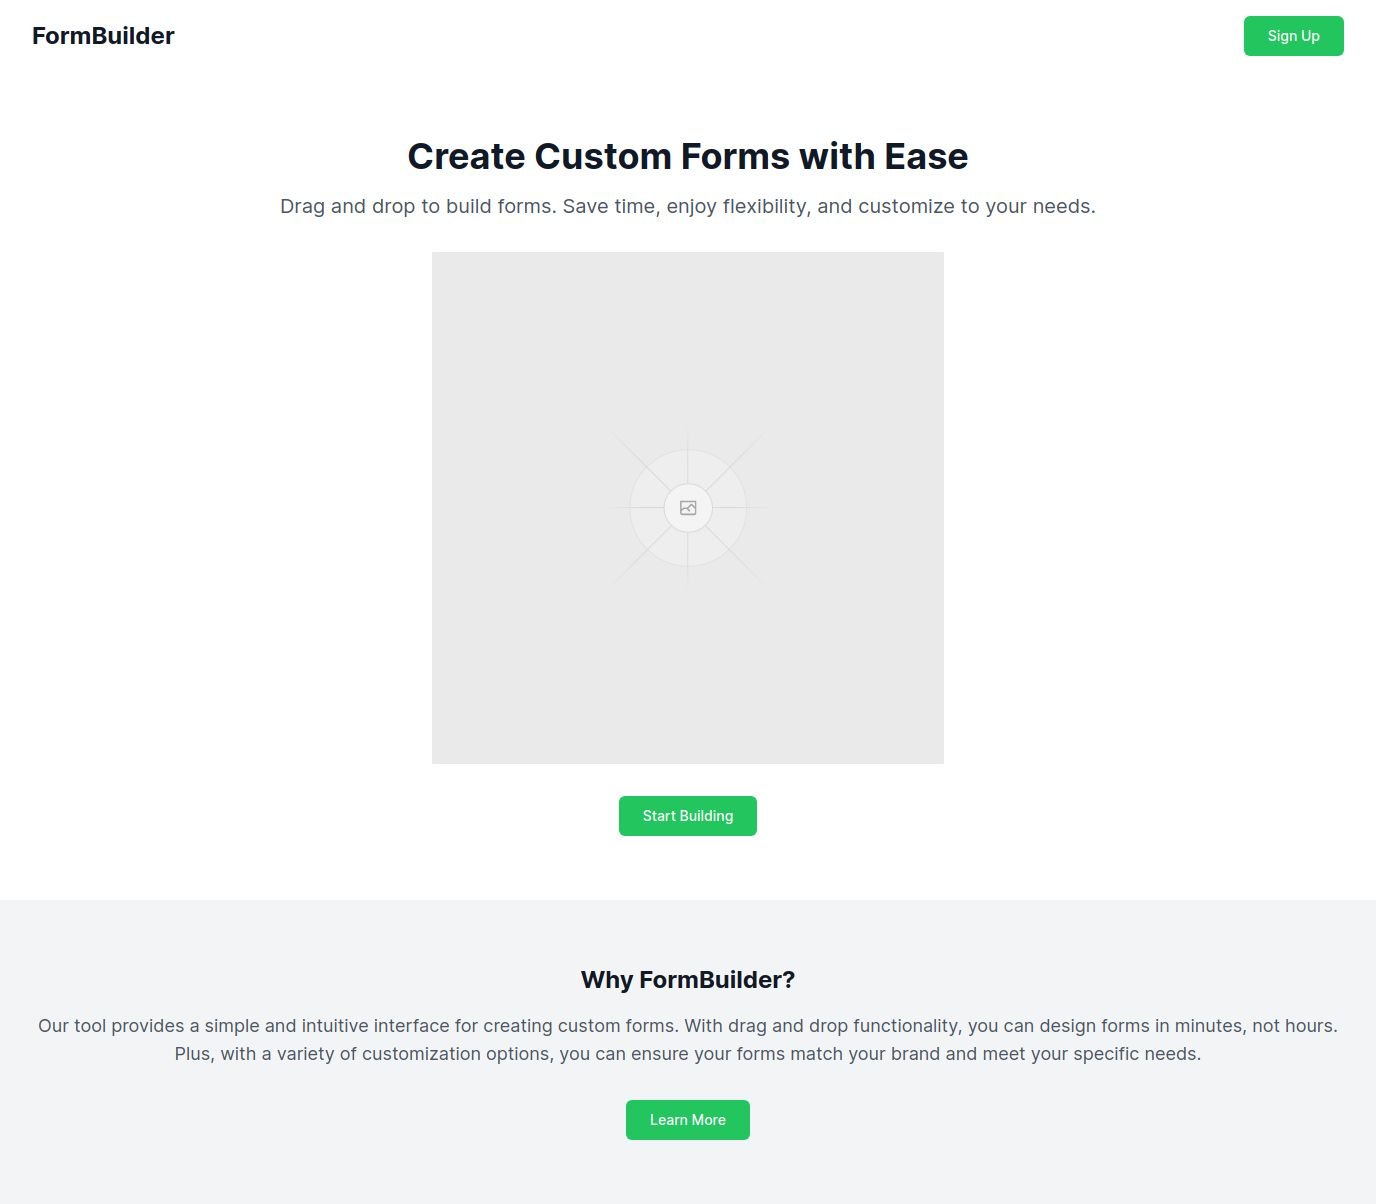 FormBuilder
Sign Up
Create Custom Forms with Ease
Drag and drop to build forms. Save time, enjoy flexibility, and customize to your needs.
Start Building
Why FormBuilder?
Our tool provides a simple and intuitive interface for creating custom forms. With drag and drop functionality, you can design forms in minutes, not hours.
Plus, with a variety of customization options, you can ensure your forms match your brand and meet your specific needs.
Learn More